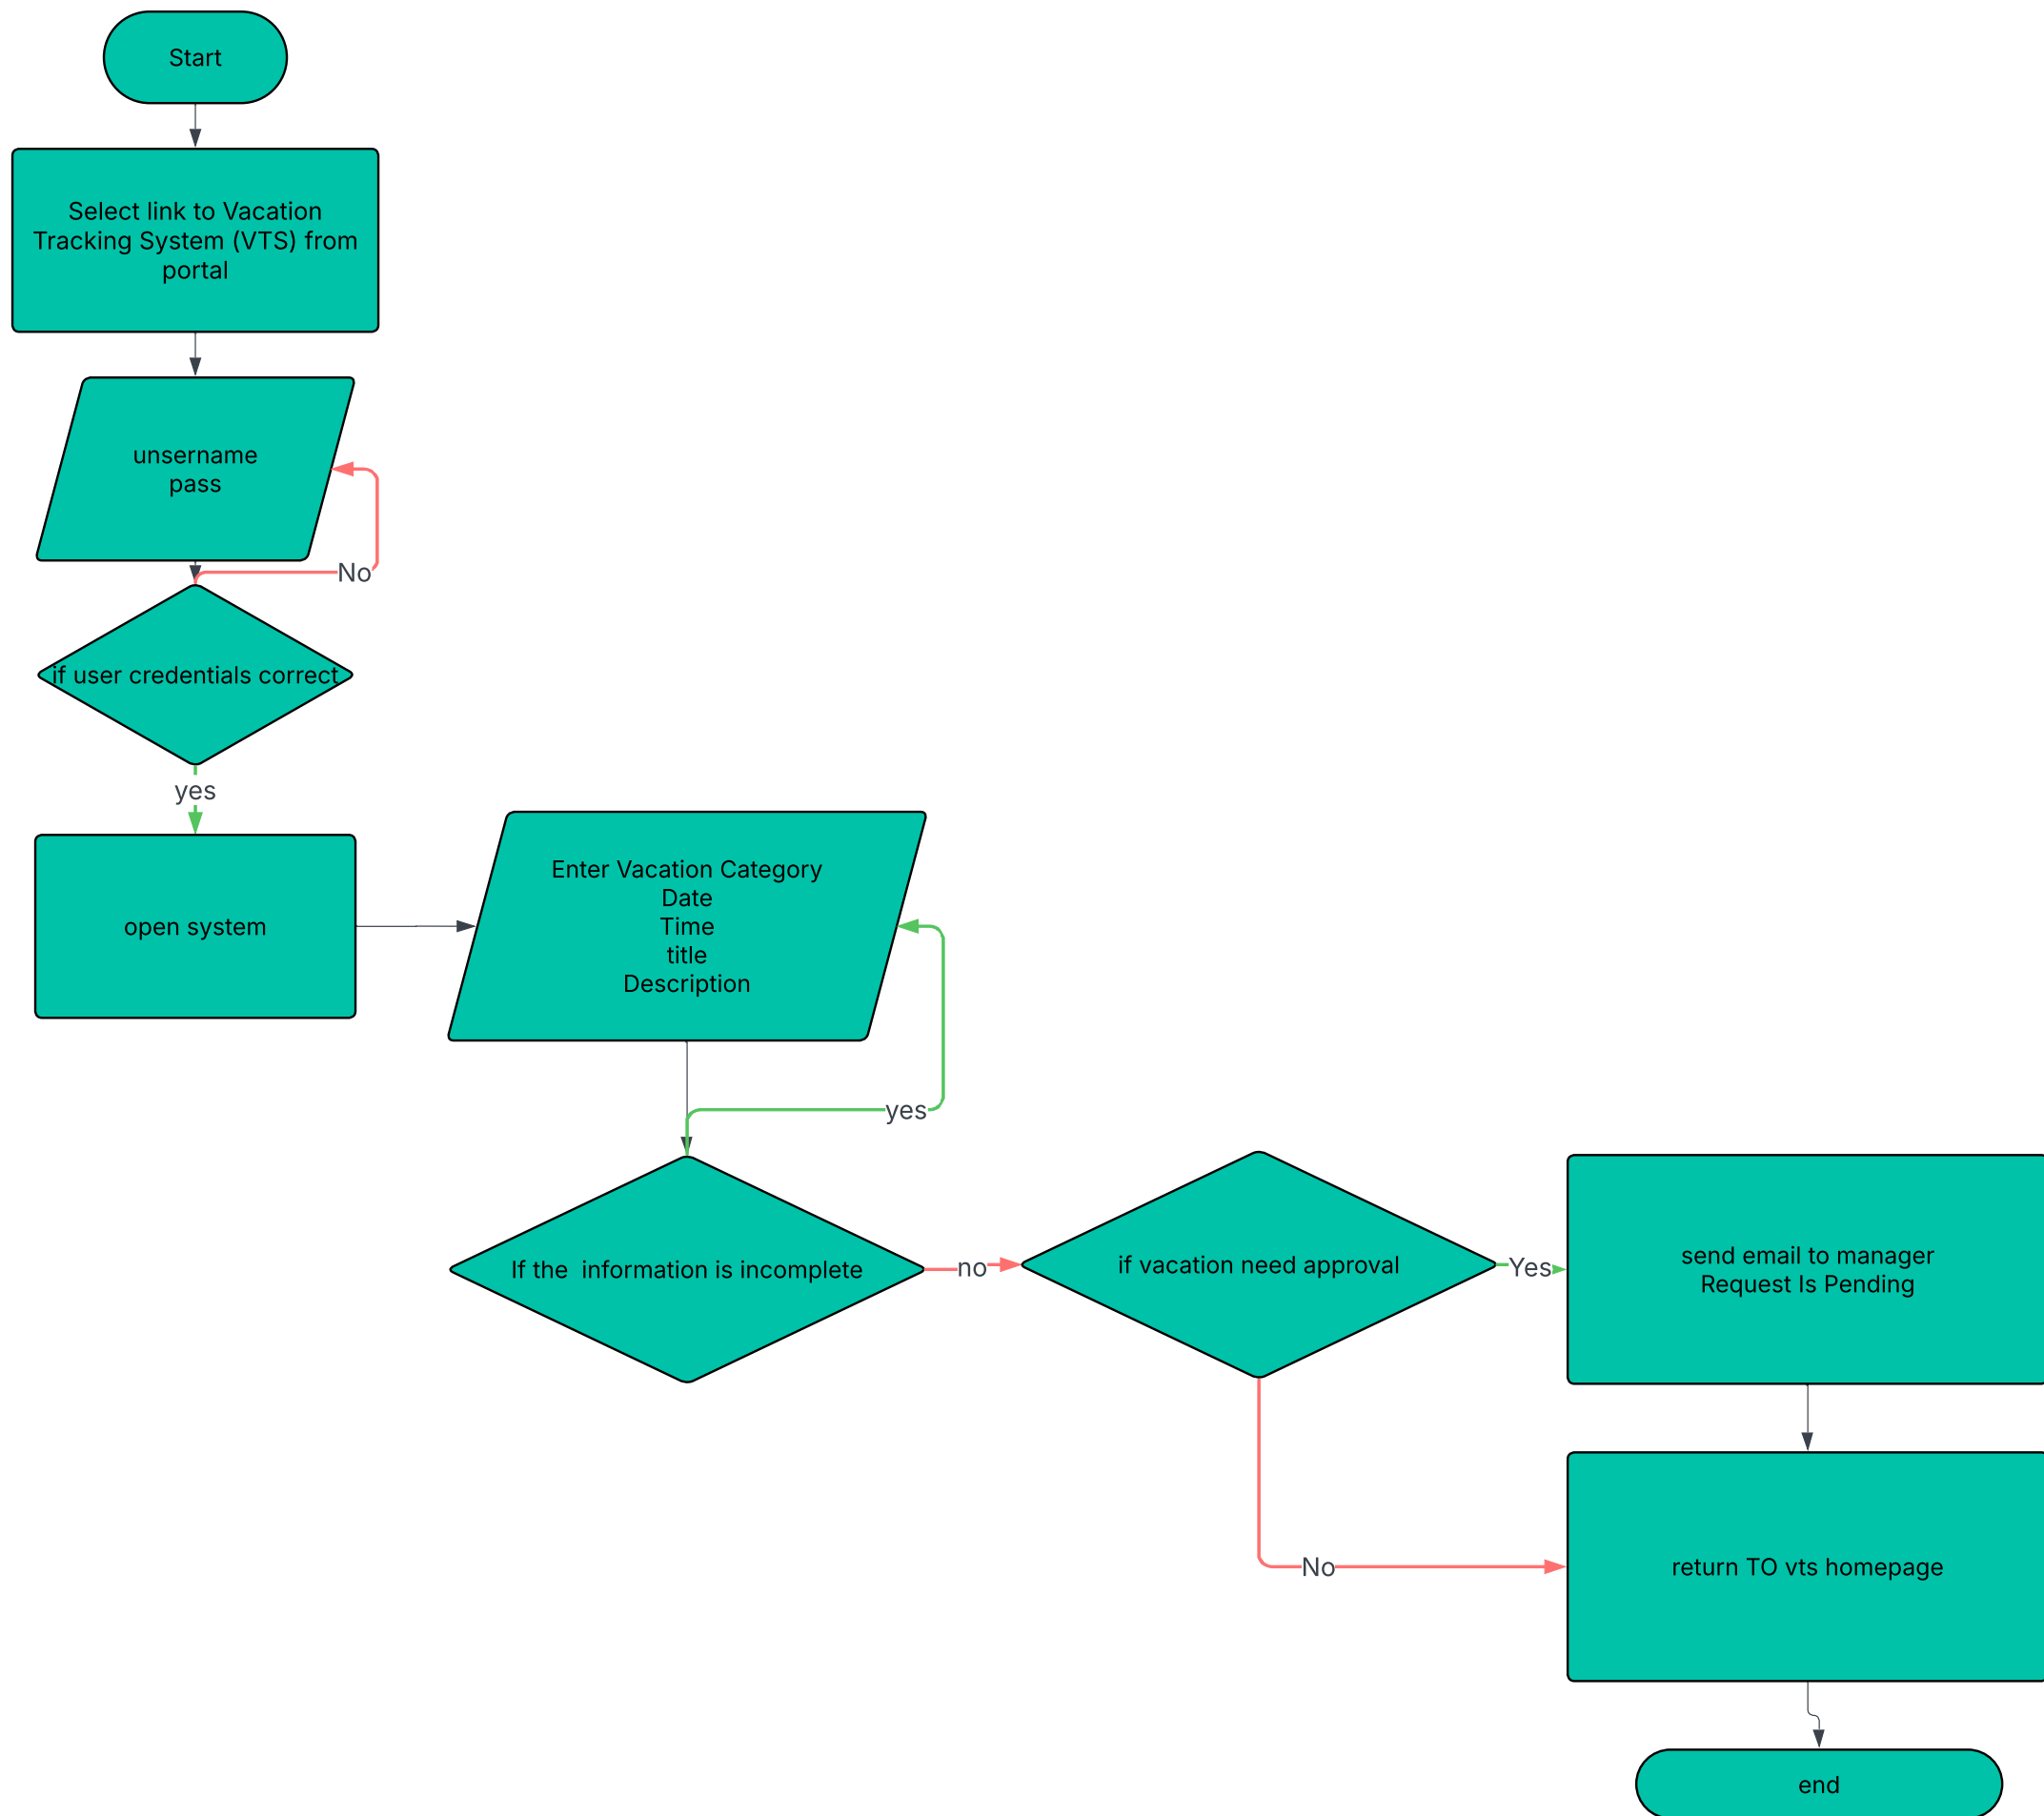 Start
Select link to Vacation
Tracking System (VTS) from
portal
unsername
pass
No
if user credentials correct
yes
open system
Enter Vacation Category
Date
Time
title
Description
yes
If the  information is incomplete
no
if vacation need approval
Yes
send email to manager
Request Is Pending
No
return TO vts homepage
end